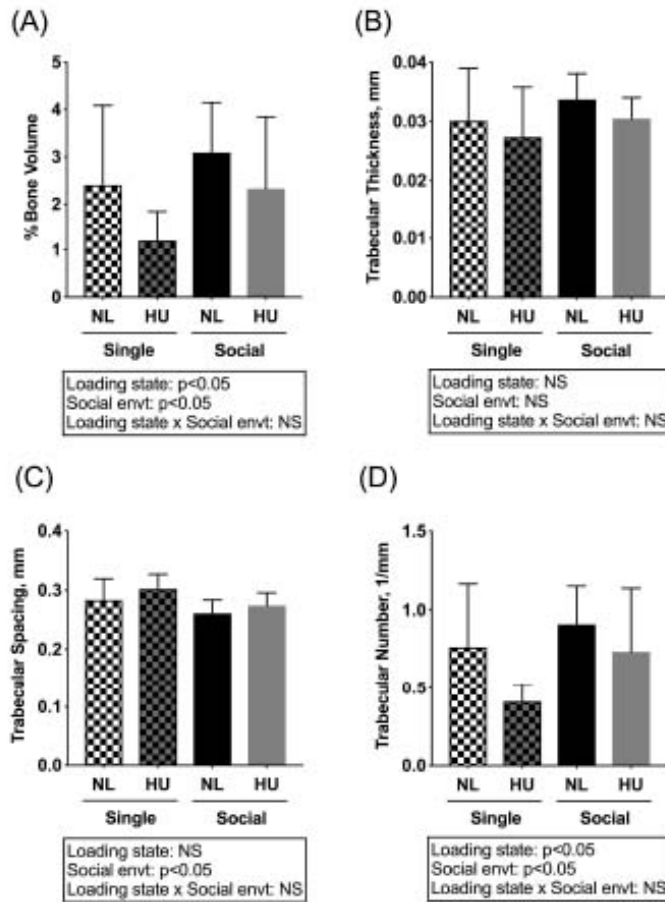 (A)
% Bone Volume
5
4
3
2
1
0
NL HU NL HU
Single Social
Loading state: p<0.05
Social envt: p<0.05
Loading state x Social envt: NS
(B)
Trabecular Thickness, mm
0.04
0.03
0.02
0.01
0.00
NL HU NL HU
Single Social
Loading state: NS
Social envt: NS
Loading state x Social envt: NS
(C)
Trabecular Spacing, mm
0.4
0.3
0.2
0.1
0.0
NL HU NL HU
Single Social
Loading state: NS
Social envt: p<0.05
Loading state x Social envt: NS
(D)
Trabecular Number, 1/mm
1.5
1.0
0.5
0.0
NL HU NL HU
Single Social
Loading state: p<0.05
Social envt: p<0.05
Loading state x Social envt: NS